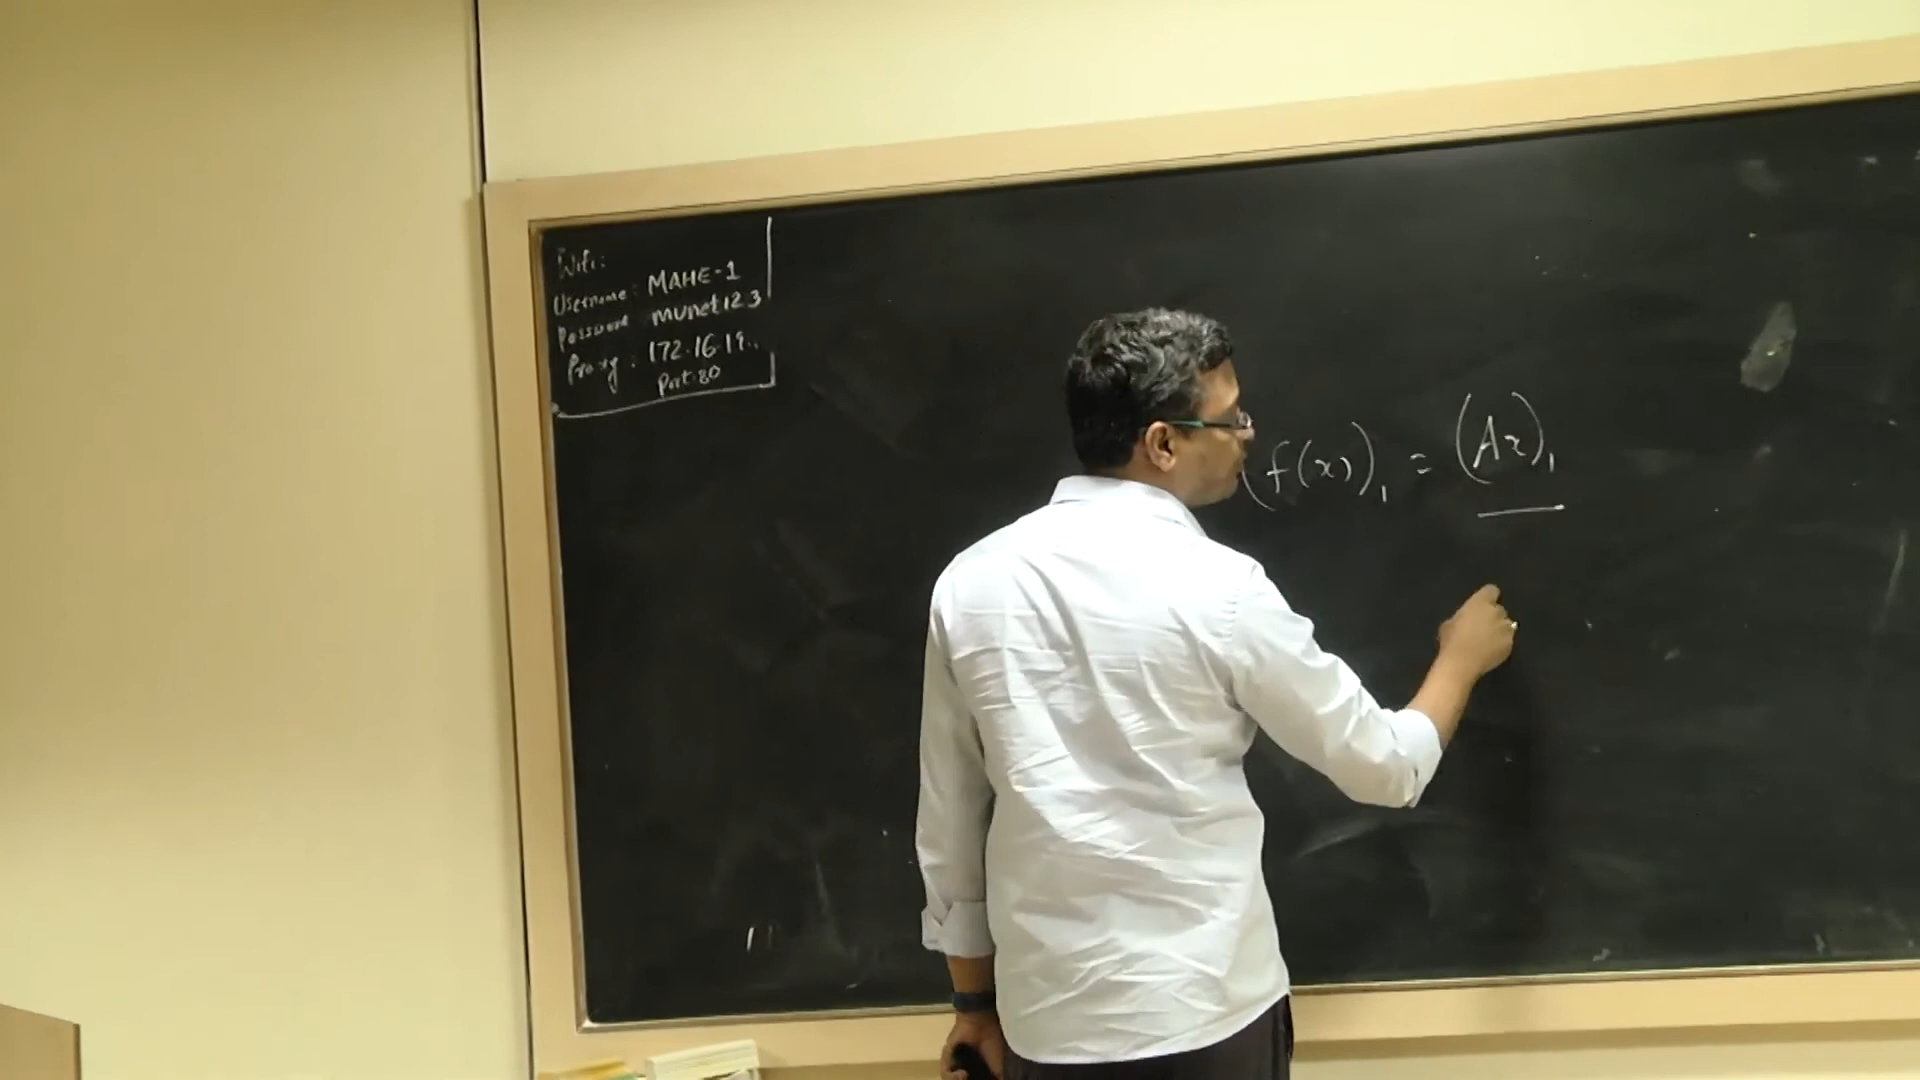 Wifi:
Username: MAHE-1
Password munet123
Proxy: 172.16.19..
Port:80
(f(x))₁ = (Ax)₁